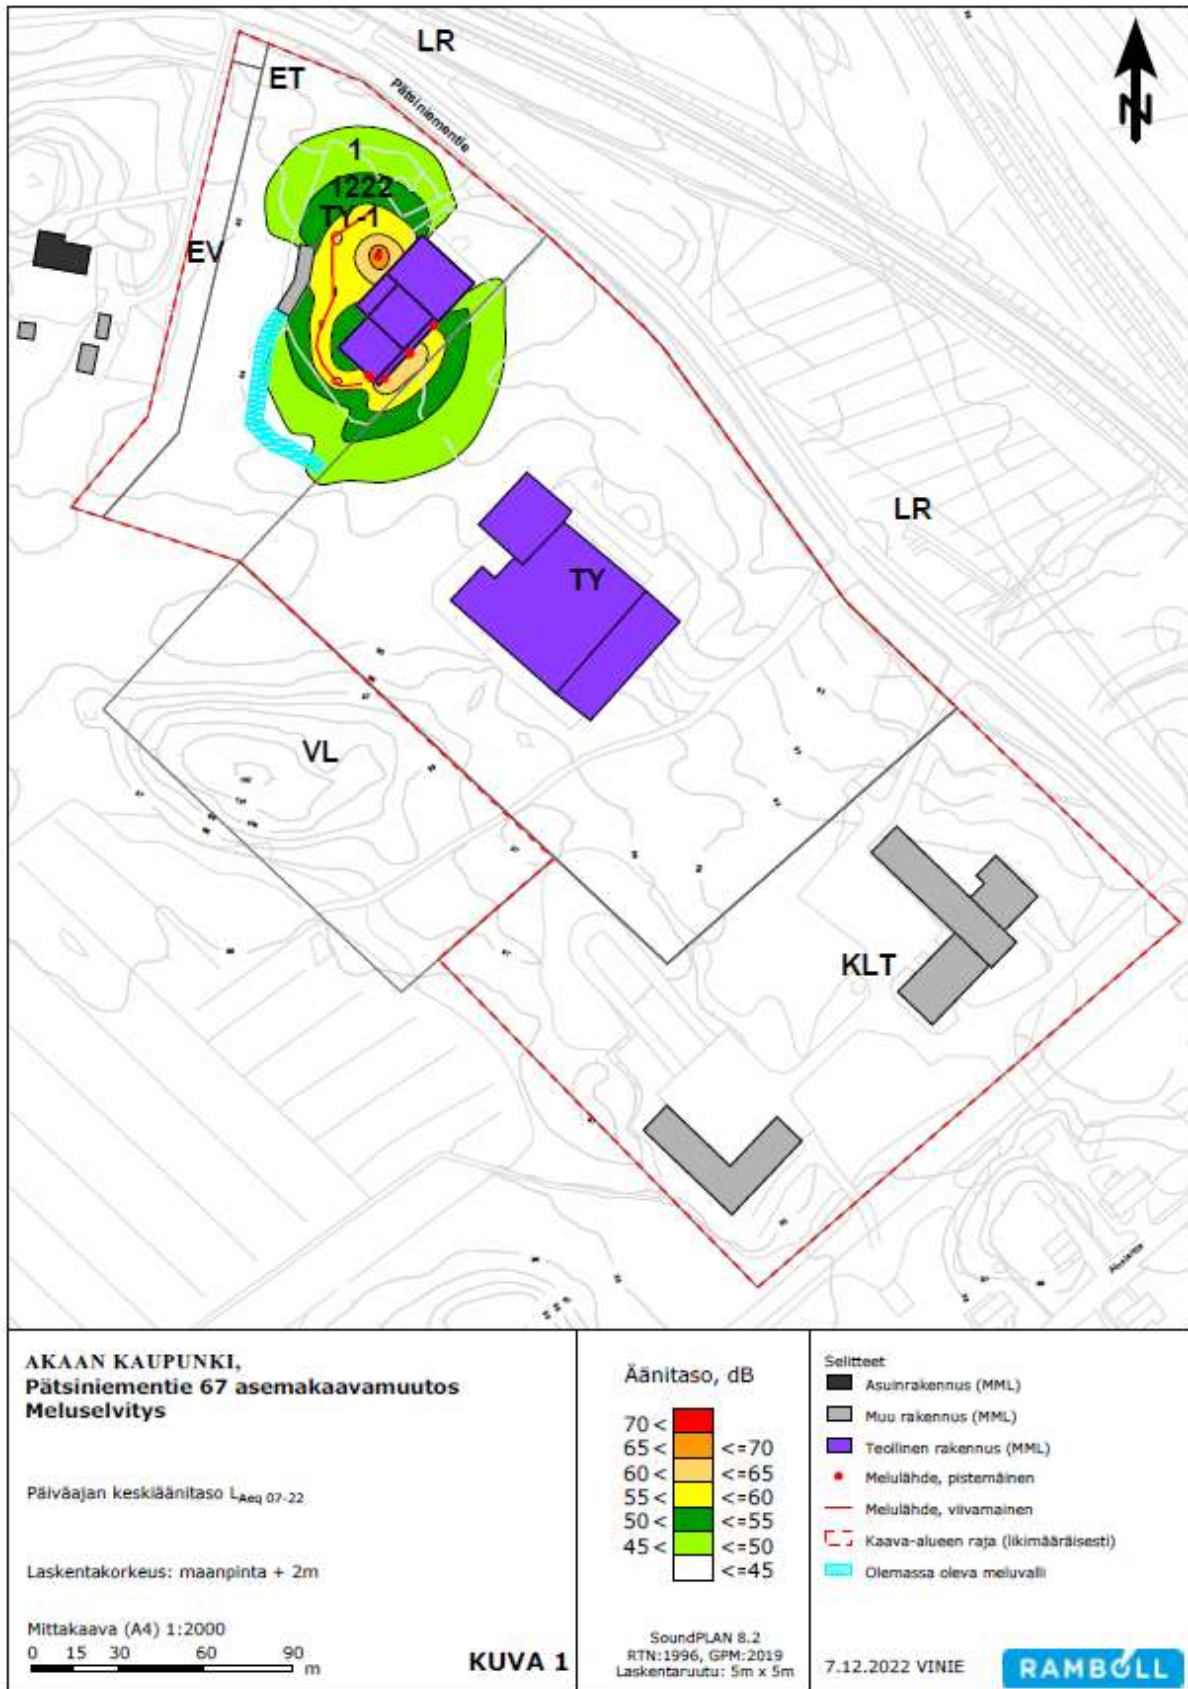 LR
ET
Pätsiniementie
1
1222
TY-1
EV
LR
TY
VL
KLT
AKAAN KAUPUNKI,
Pätsiniementie 67 asemakaavamuutos
Meluselvitys
Päiväajan keskiäänitaso LAeq 07-22
Laskentakorkeus: maanpinta + 2m
Mittakaava (A4) 1:2000
0 15 30 60 90
m
KUVA 1
Äänitaso, dB
70 <
65 < <=70
60 < <=65
55 < <=60
50 < <=55
45 < <=50
<=45
SoundPLAN 8.2
RTN:1996, GPM:2019
Laskentaruutu: 5m x 5m
Selitteet
Asuinrakennus (MML)
Muu rakennus (MML)
Teollinen rakennus (MML)
Melulähde, pistemäinen
Melulähde, viivamainen
Kaava-alueen raja (likimääräisesti)
Olemassa oleva meluvalli
7.12.2022 VINIE
RAMBOLL
N